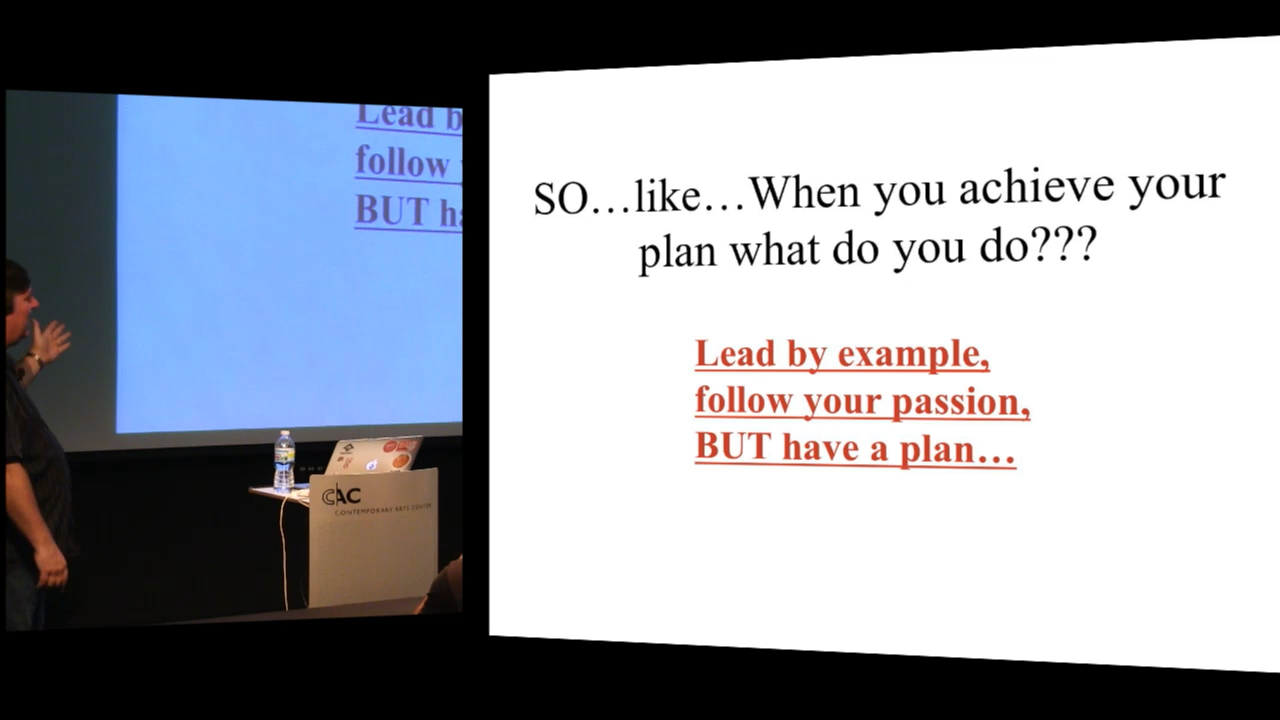 Lead b
follow
BUT ha
CAC
CONTEMPORARY ARTS CENTER
SO…like…When you achieve your
plan what do you do???
Lead by example,
follow your passion,
BUT have a plan…